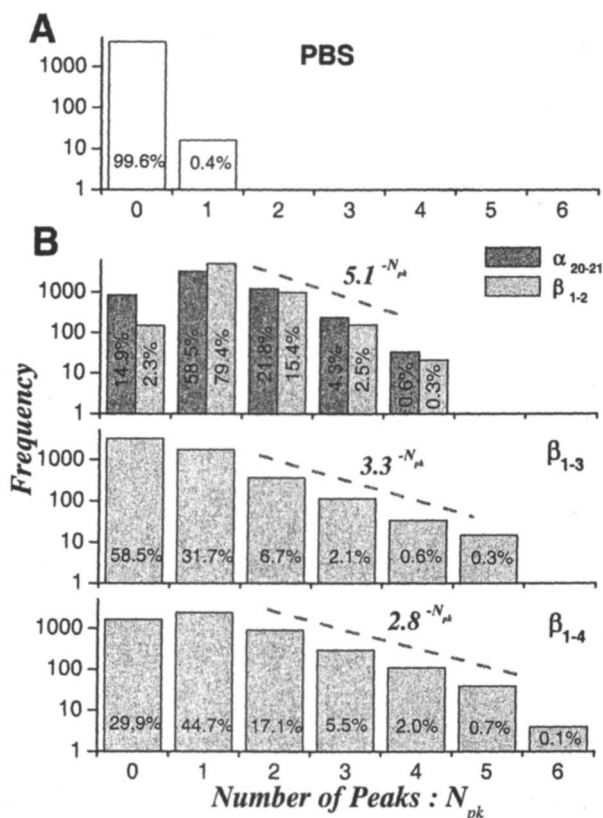 A
PBS
1000
100
10
1
99.6%
0.4%
0 1 2 3 4 5 6
B
5.1 -Npk
α 20-21
β 1-2
1000
100
10
1
14.9% 2.3% 58.5% 79.4% 21.8% 15.4% 4.3% 2.5% 0.6% 0.3%
Frequency
3.3 -Npk
β1-3
1000
100
10
1
58.5% 31.7% 6.7% 2.1% 0.6% 0.3%
2.8 -Npk
β1-4
1000
100
10
1
29.9% 44.7% 17.1% 5.5% 2.0% 0.7% 0.1%
0 1 2 3 4 5 6
Number of Peaks : Npk